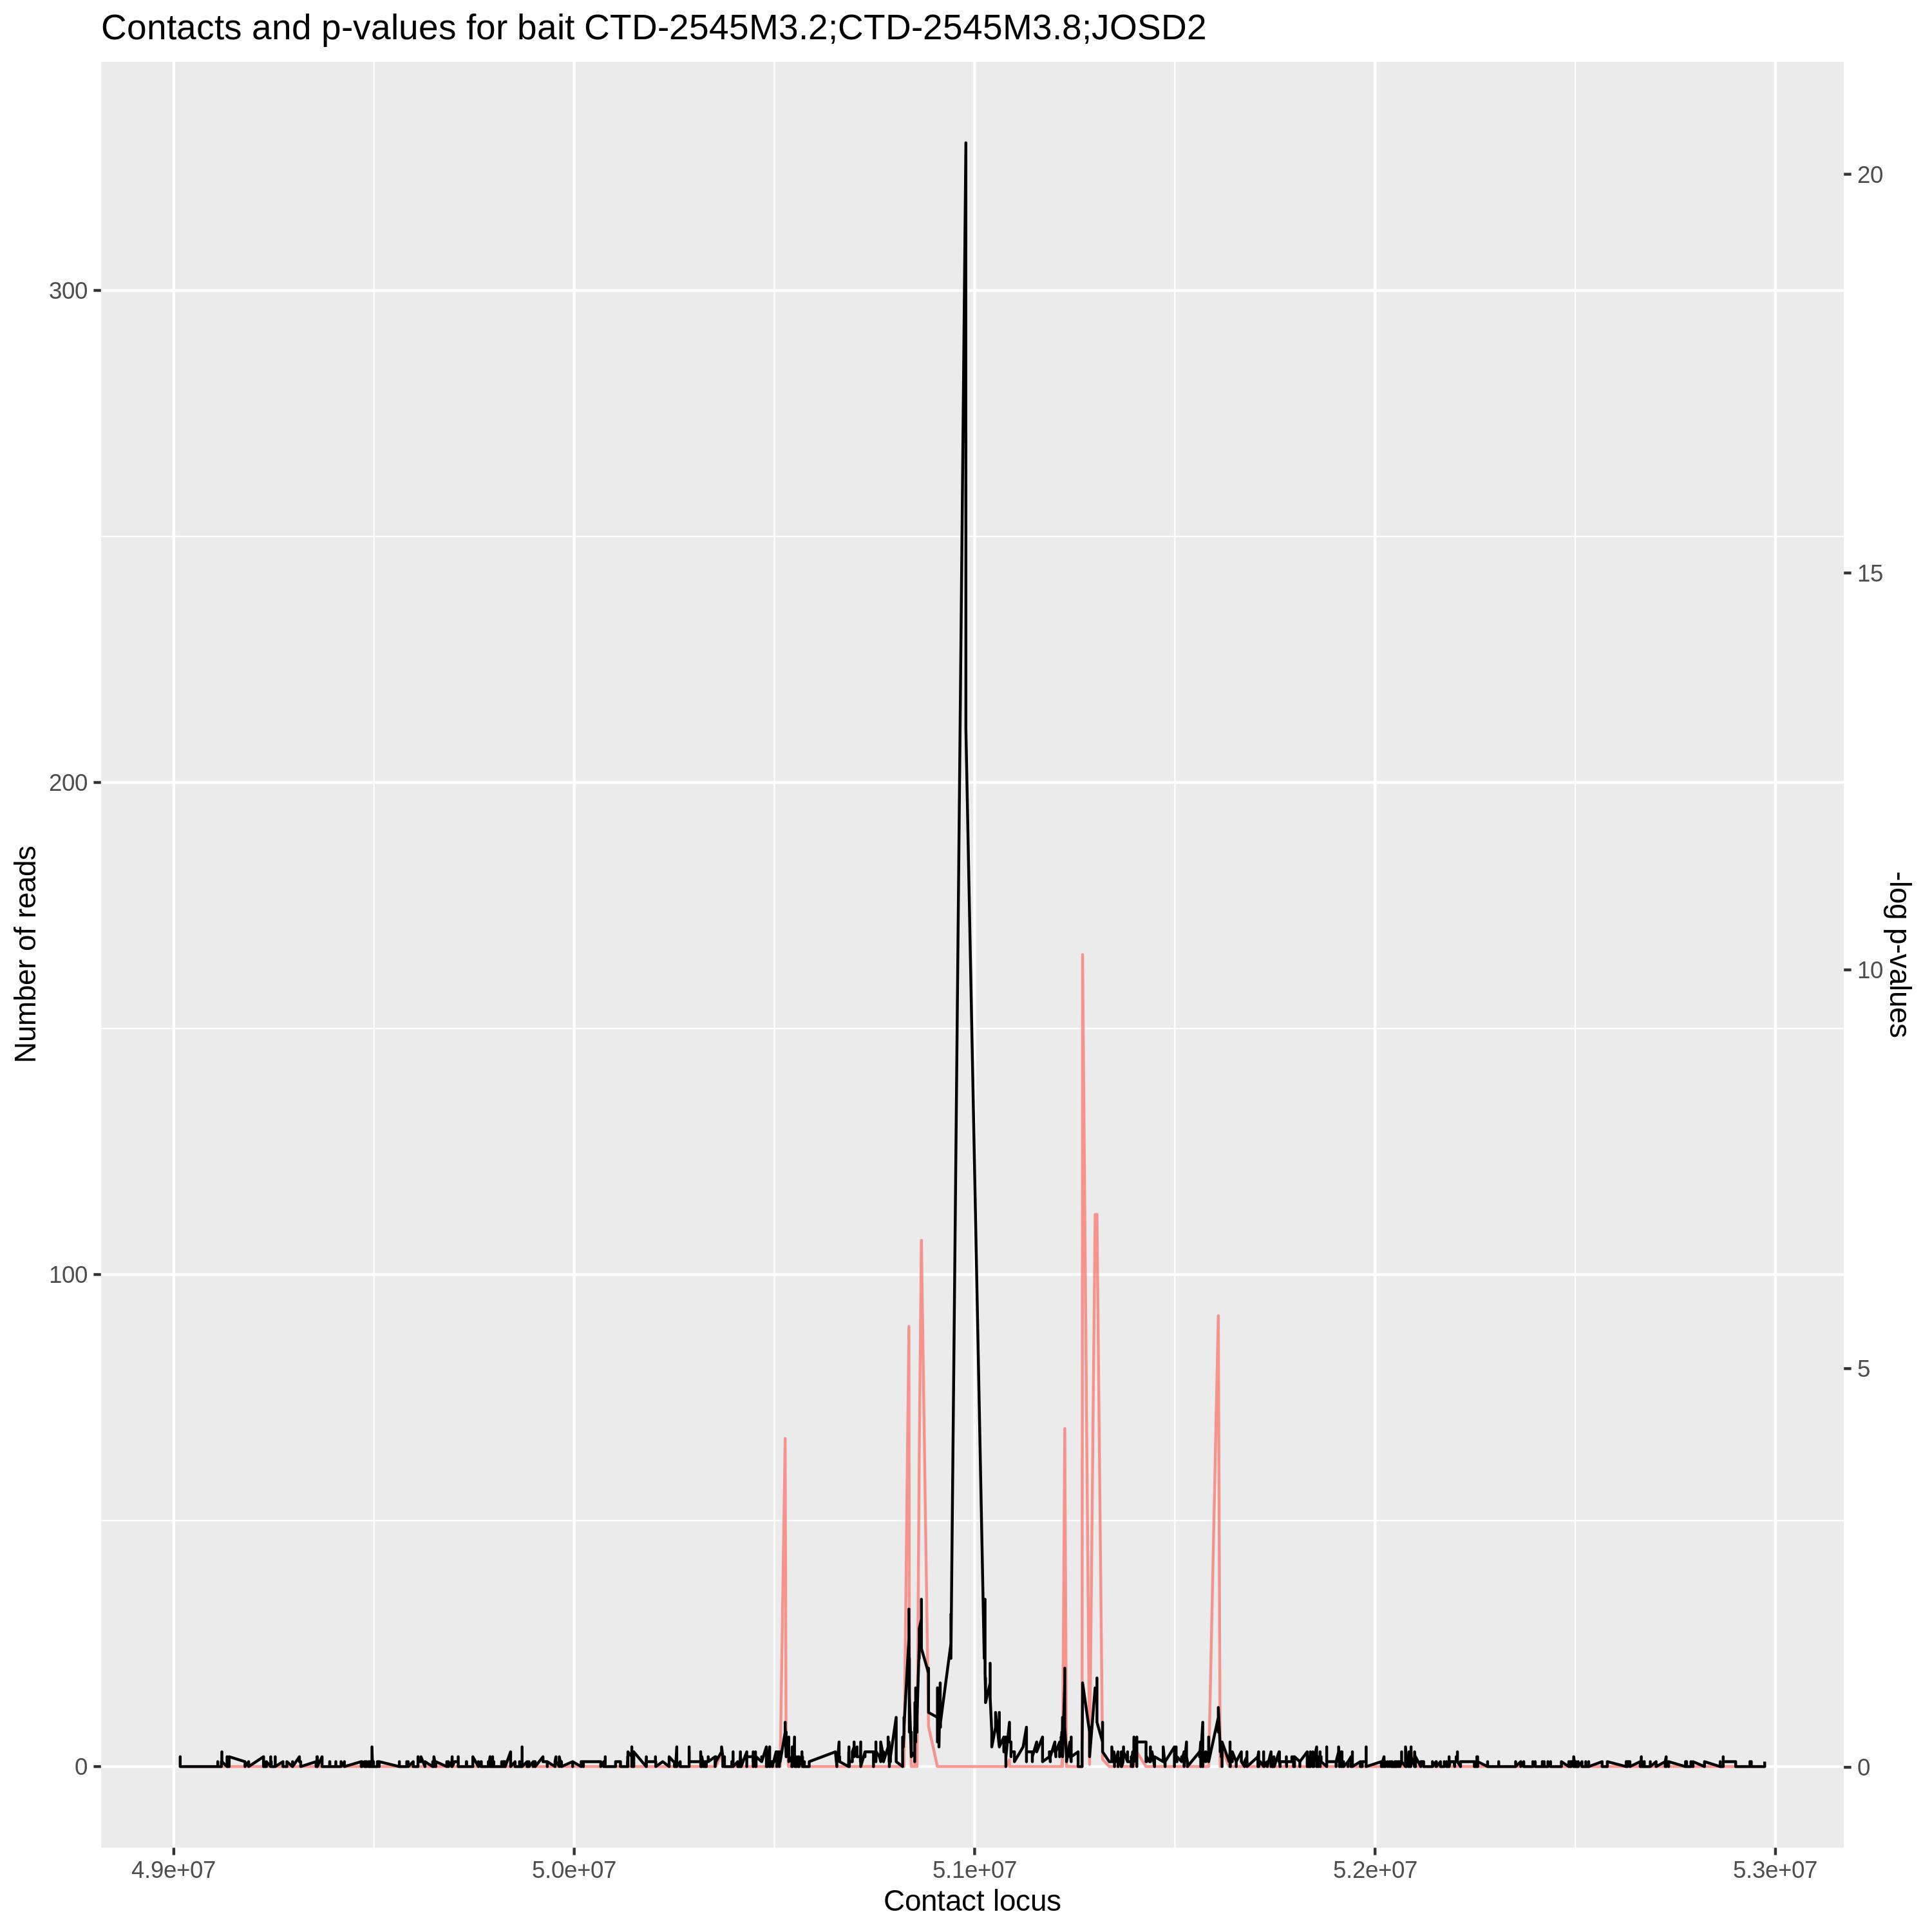 Contacts and p-values for bait CTD-2545M3.2;CTD-2545M3.8;JOSD2
300
200
100
0
Number of reads
20
15
10
5
0
-log p-values
4.9e+07 5.0e+07 5.1e+07 5.2e+07 5.3e+07
Contact locus